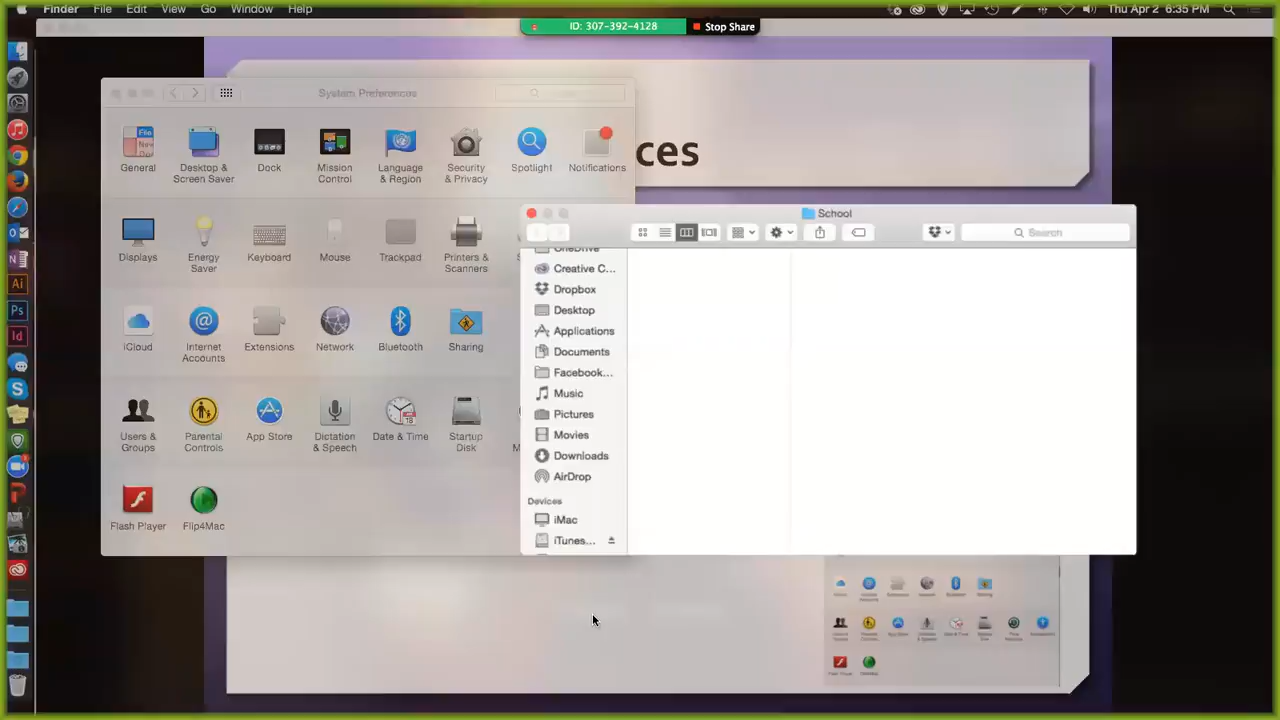 Finder File Edit View Go Window Help
Thu Apr 2 6:35 PM
ID: 307-392-4128 Stop Share
System Preferences
General
Desktop & Screen Saver
Dock
Mission Control
Language & Region
Security & Privacy
Spotlight
Notifications
ces
School
Search
Displays
Energy Saver
Keyboard
Mouse
Trackpad
Printers & Scanners
OneDrive
Creative C...
Dropbox
Desktop
Applications
Documents
Facebook...
Music
Pictures
Movies
Downloads
AirDrop
Devices
iMac
iTunes...
iCloud
Internet Accounts
Extensions
Network
Bluetooth
Sharing
Users & Groups
Parental Controls
App Store
Dictation & Speech
Date & Time
Startup Disk
Flash Player
Flip4Mac
Ai
Ps
Id